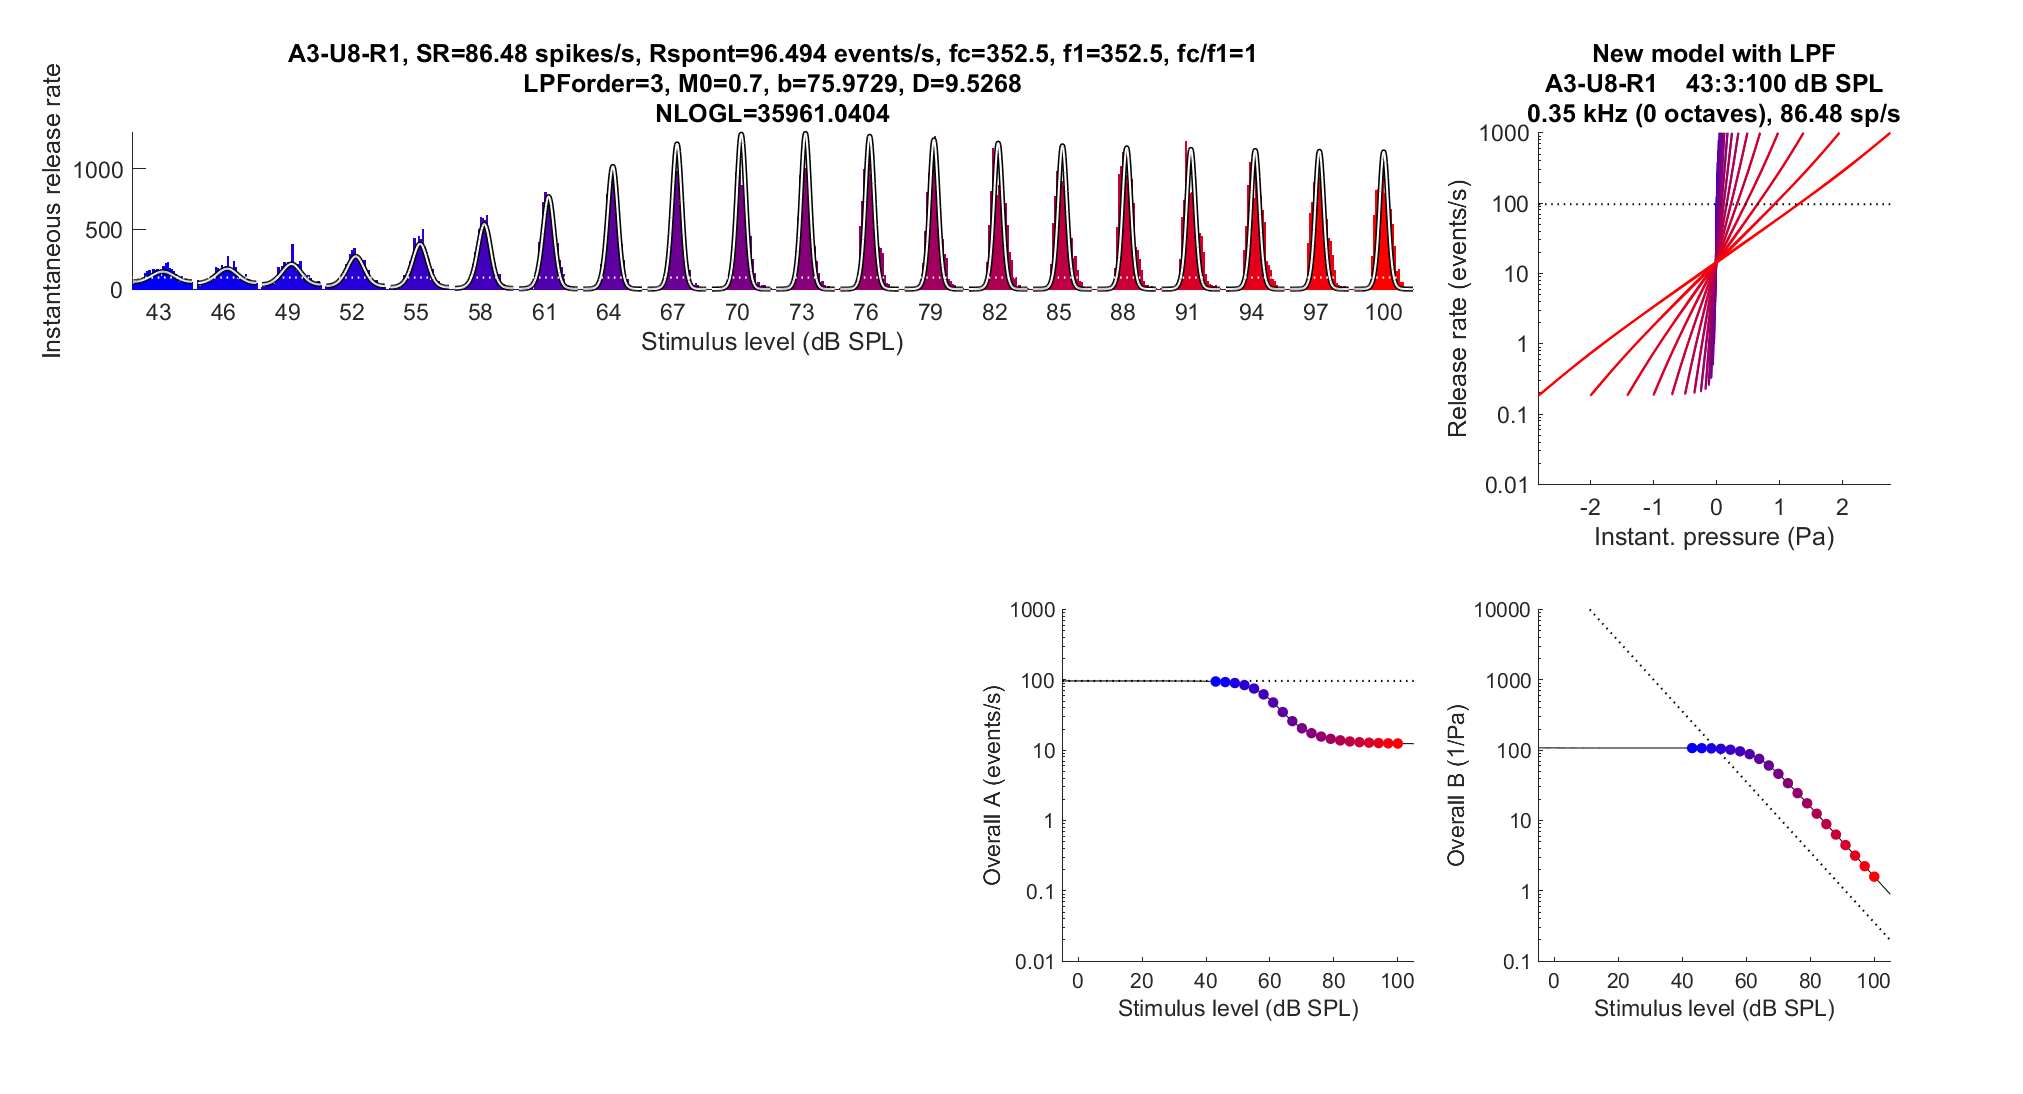 A3-U8-R1, SR=86.48 spikes/s, Rspont=96.494 events/s, fc=352.5, f1=352.5, fc/f1=1
LPForder=3, M0=0.7, b=75.9729, D=9.5268
NLOGL=35961.0404
Instantaneous release rate
1000
500
0
43 46 49 52 55 58 61 64 67 70 73 76 79 82 85 88 91 94 97 100
Stimulus level (dB SPL)
New model with LPF
A3-U8-R1    43:3:100 dB SPL
0.35 kHz (0 octaves), 86.48 sp/s
Release rate (events/s)
1000
100
10
1
0.1
0.01
-2 -1 0 1 2
Instant. pressure (Pa)
Overall A (events/s)
1000
100
10
1
0.1
0.01
0 20 40 60 80 100
Stimulus level (dB SPL)
Overall B (1/Pa)
10000
1000
100
10
1
0.1
0 20 40 60 80 100
Stimulus level (dB SPL)